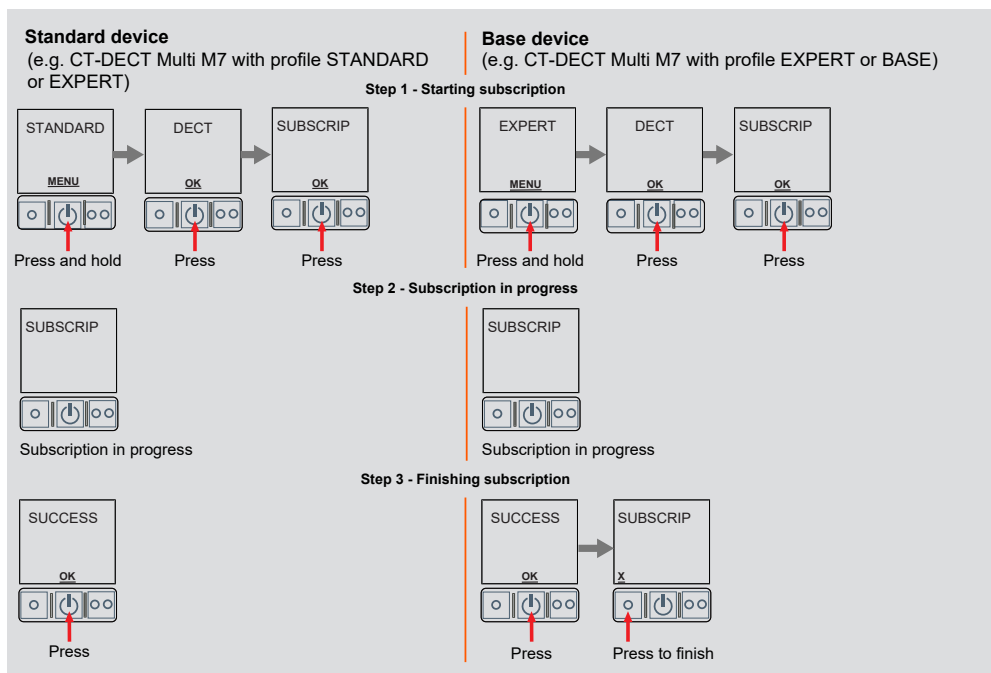 Standard device
(e.g. CT-DECT Multi M7 with profile STANDARD
or EXPERT)
Base device
(e.g. CT-DECT Multi M7 with profile EXPERT or BASE)
Step 1 - Starting subscription
STANDARD
MENU
DECT
OK
SUBSCRIP
OK
Press and hold
Press
Press
EXPERT
MENU
DECT
OK
SUBSCRIP
OK
Press and hold
Press
Press
Step 2 - Subscription in progress
SUBSCRIP
Subscription in progress
SUBSCRIP
Subscription in progress
Step 3 - Finishing subscription
SUCCESS
OK
Press
SUCCESS
OK
SUBSCRIP
X
Press
Press to finish